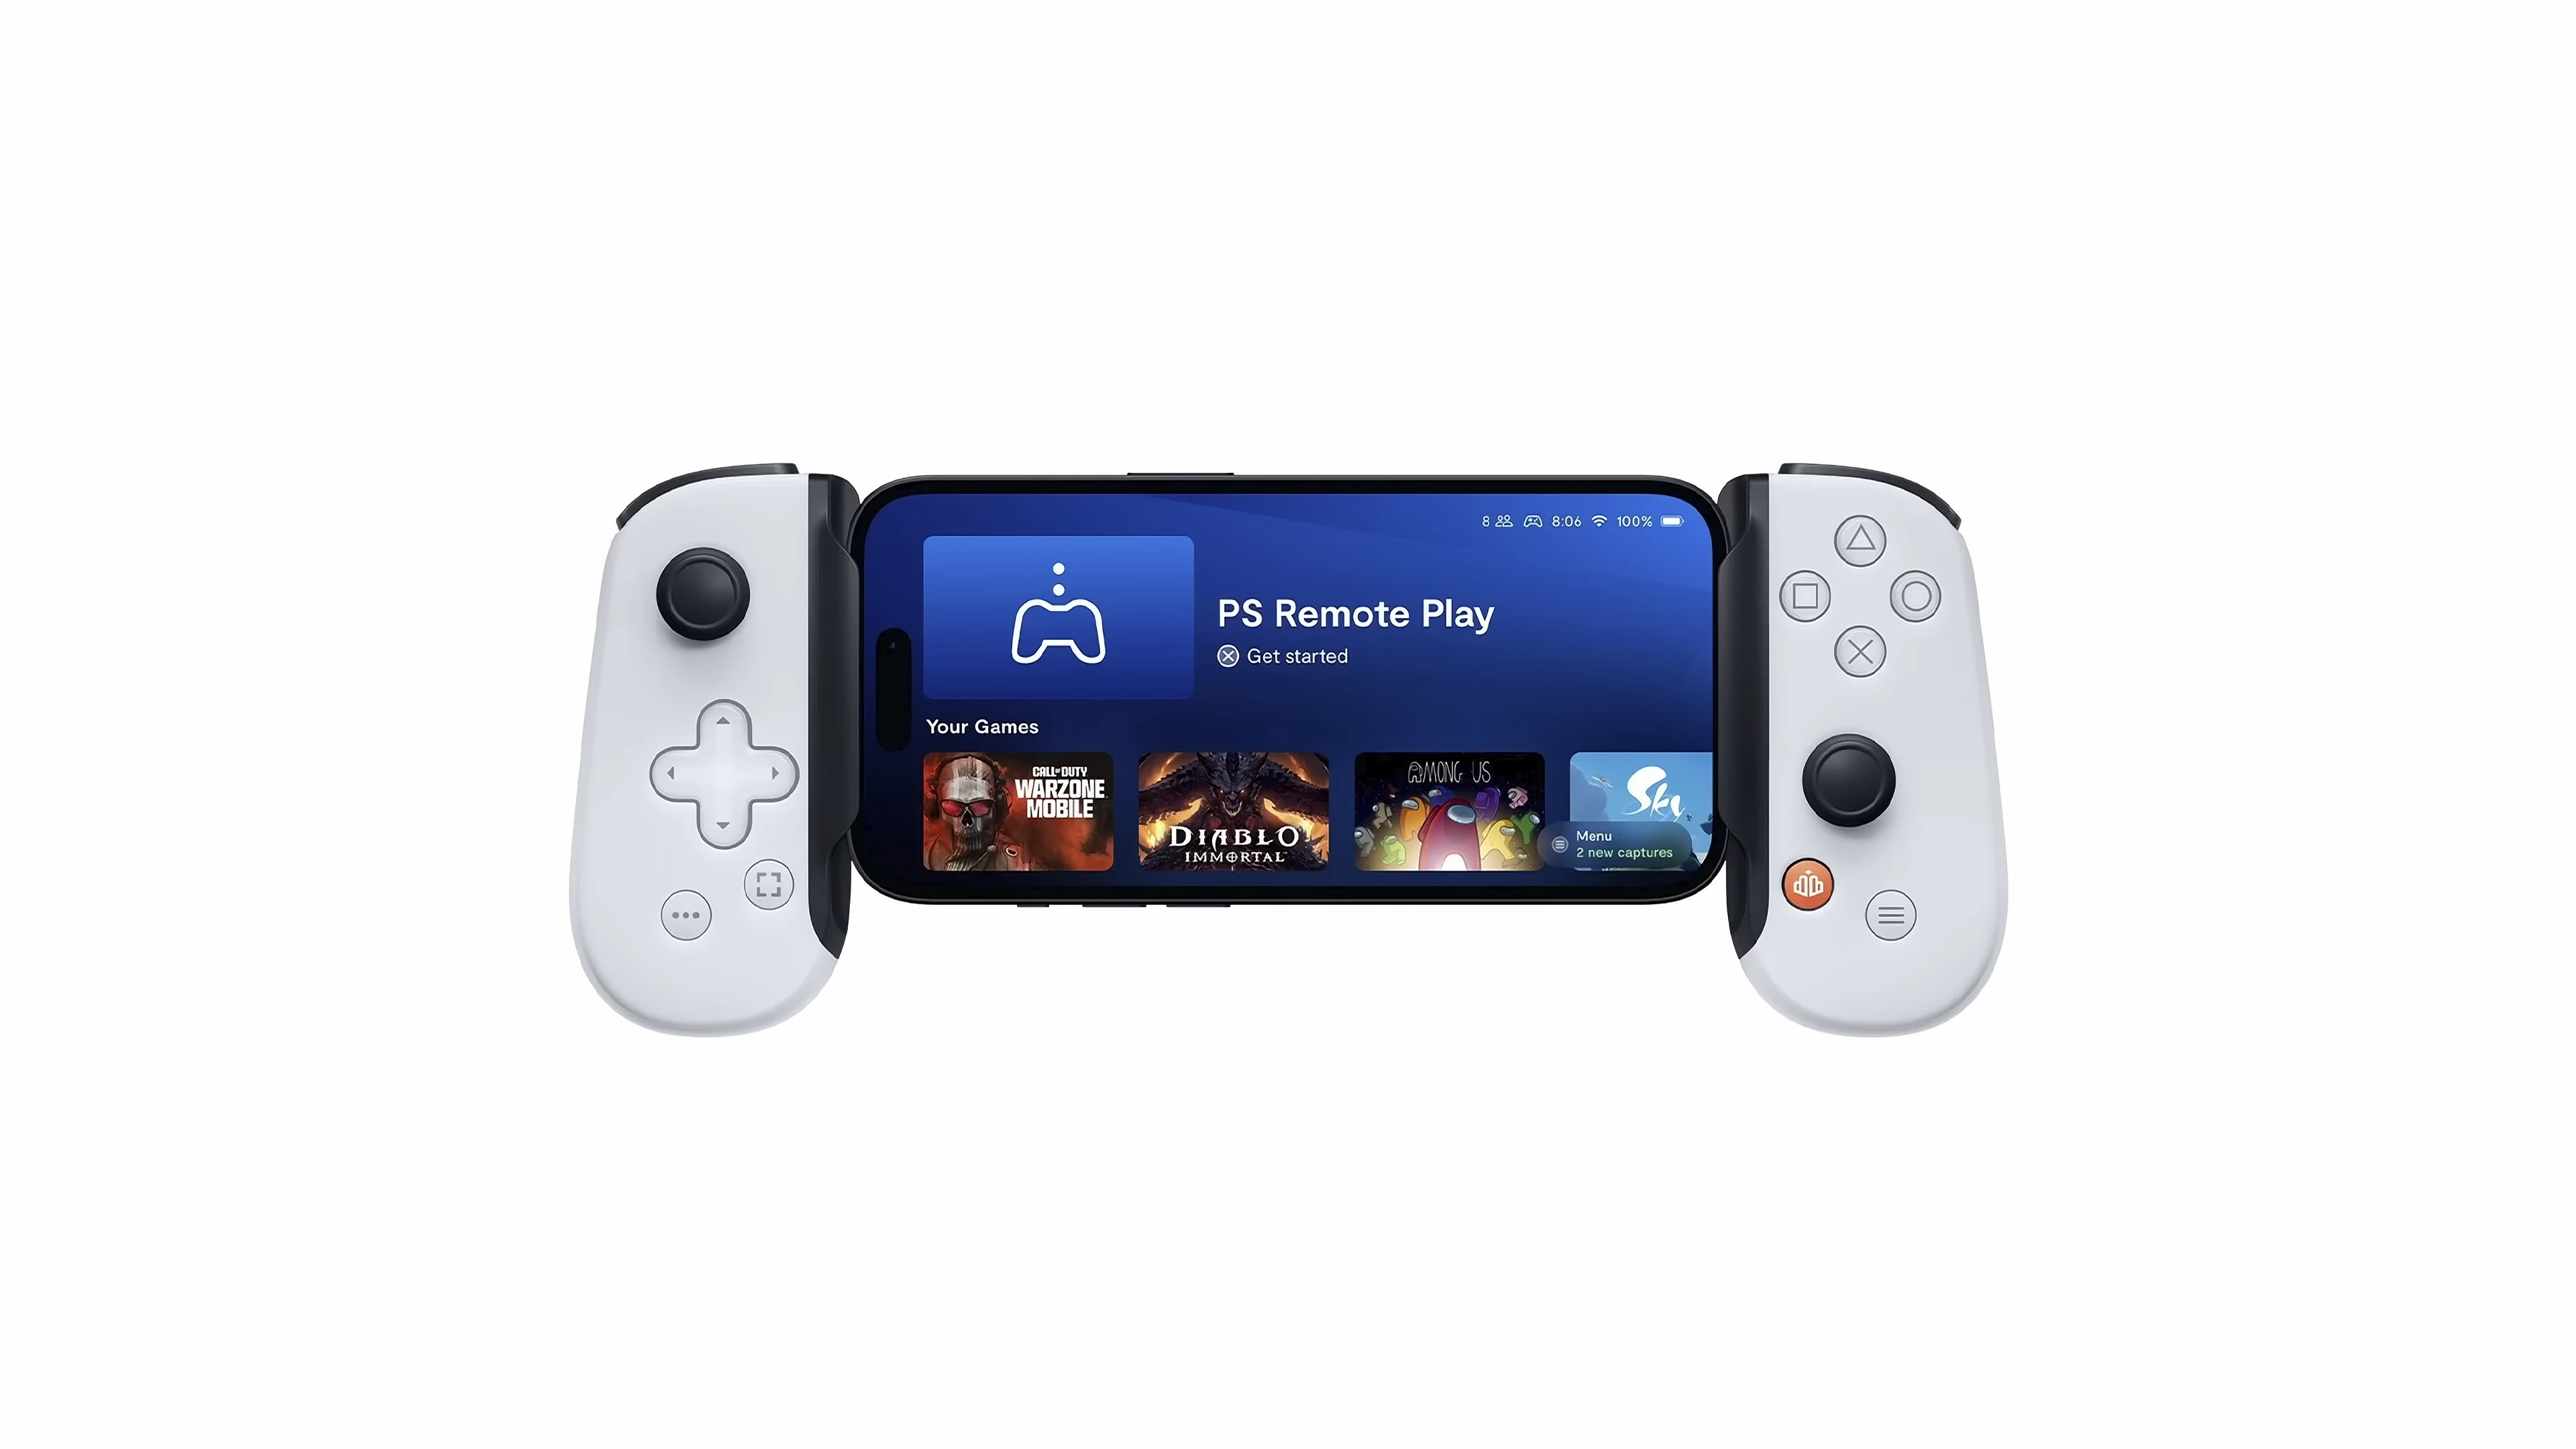 8 8:06 100%
PS Remote Play
Get started
Your Games
CALL OF DUTY
WARZONE
MOBILE
DIABLO
IMMORTAL
AMONG US
Sky
Menu
2 new captures